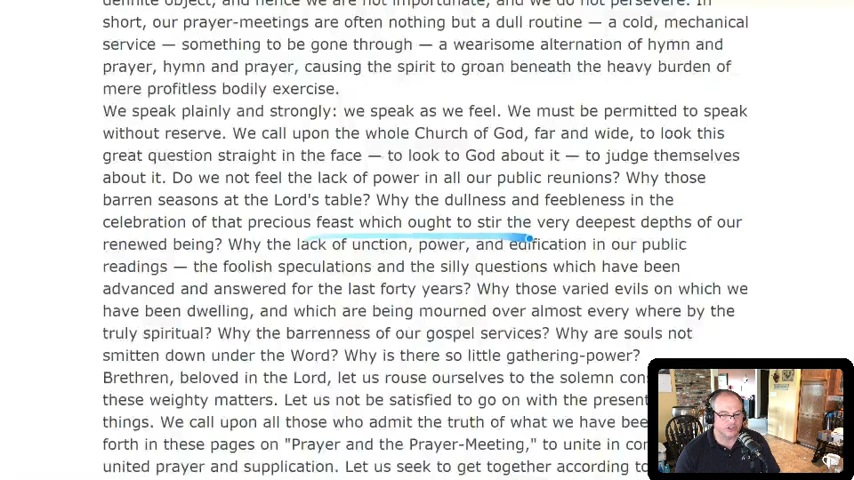 definite object, and hence we are not importunate, and we do not persevere. In
short, our prayer-meetings are often nothing but a dull routine — a cold, mechanical
service — something to be gone through — a wearisome alternation of hymn and
prayer, hymn and prayer, causing the spirit to groan beneath the heavy burden of
mere profitless bodily exercise.
We speak plainly and strongly: we speak as we feel. We must be permitted to speak
without reserve. We call upon the whole Church of God, far and wide, to look this
great question straight in the face — to look to God about it — to judge themselves
about it. Do we not feel the lack of power in all our public reunions? Why those
barren seasons at the Lord's table? Why the dullness and feebleness in the
celebration of that precious feast which ought to stir the very deepest depths of our
renewed being? Why the lack of unction, power, and edification in our public
readings — the foolish speculations and the silly questions which have been
advanced and answered for the last forty years? Why those varied evils on which we
have been dwelling, and which are being mourned over almost every where by the
truly spiritual? Why the barrenness of our gospel services? Why are souls not
smitten down under the Word? Why is there so little gathering-power?
Brethren, beloved in the Lord, let us rouse ourselves to the solemn
these weighty matters. Let us not be satisfied to go on with the present
things. We call upon all those who admit the truth of what we have
forth in these pages on "Prayer and the Prayer-Meeting," to unite in
united prayer and supplication. Let us seek to get together according